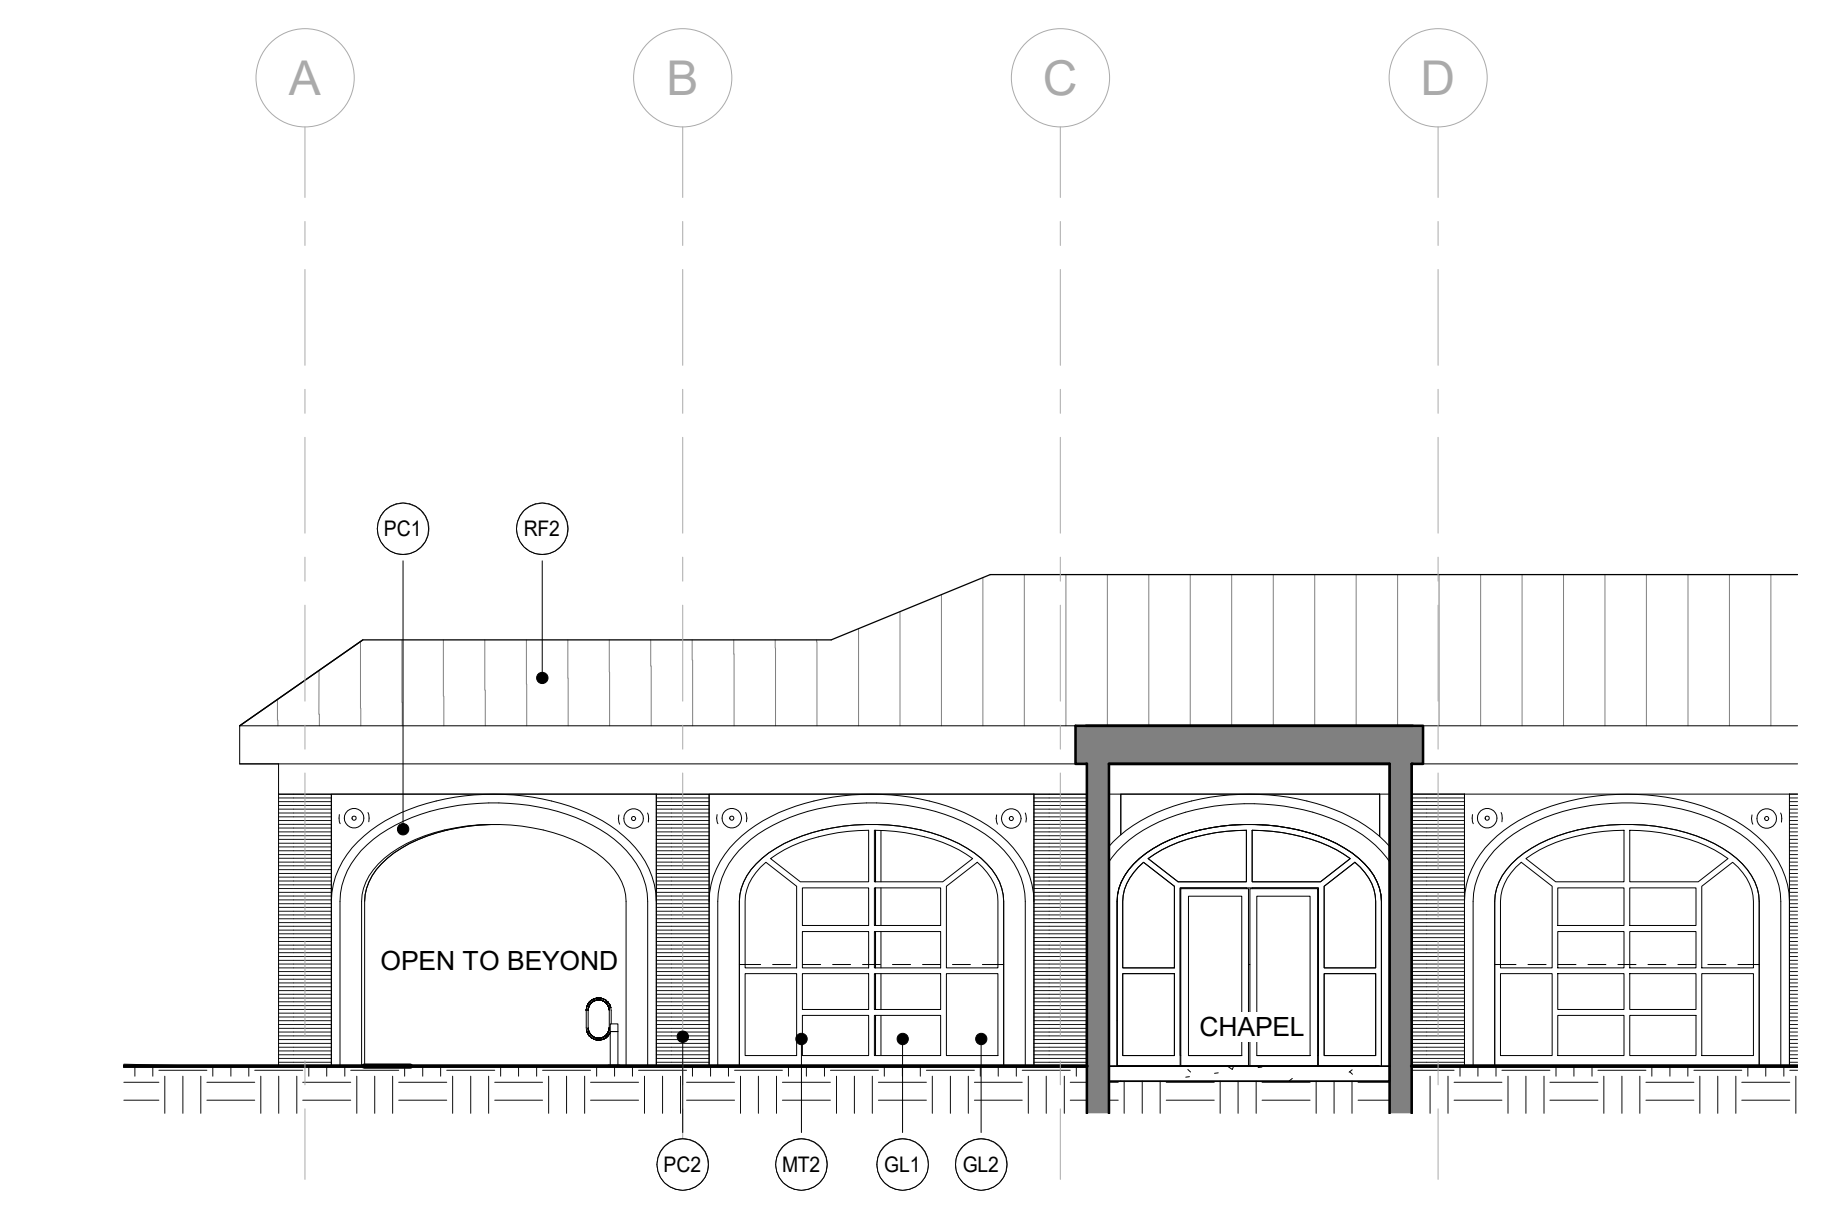 A
B
C
D
PC1
RF2
OPEN TO BEYOND
CHAPEL
PC2
MT2
GL1
GL2